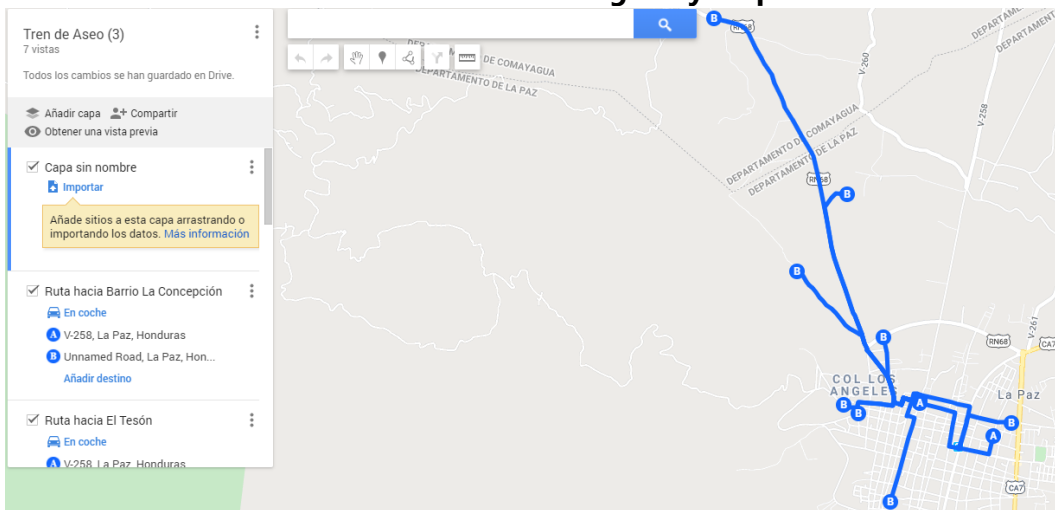 Tren de Aseo (3)
7 vistas
Todos los cambios se han guardado en Drive.
Añadir capa
Compartir
Obtener una vista previa
Capa sin nombre
Importar
Añade sitios a esta capa arrastrando o
importando los datos. Más información
Ruta hacia Barrio La Concepción
En coche
A V-258, La Paz, Honduras
B Unnamed Road, La Paz, Hon...
Añadir destino
Ruta hacia El Tesón
En coche
A V-258, La Paz, Honduras
DE COMAYAGUA
DEPARTAMENTO DE LA PAZ
B
DEPARTAMENTO
DEPARTAMENTO
V-260
V-258
DEPARTAMENTO DE COMAYAGUA
DEPARTAMENTO DE LA PAZ
RN68
B
B
B
V-261
RN68
CA7
COL LOS
ANGELES
La Paz
A
B
B
B
A
CA7
B